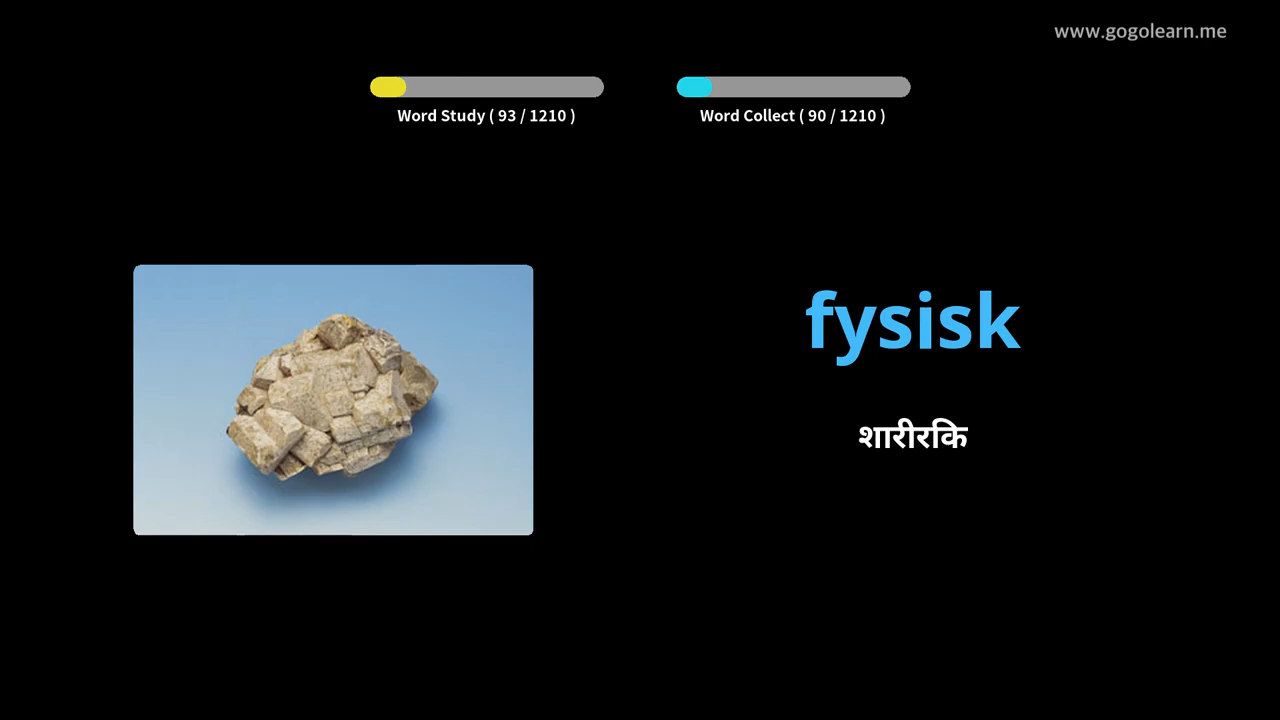 www.gogolearn.me
Word Study ( 93 / 1210 )
Word Collect ( 90 / 1210 )
fysisk
शारीरकि